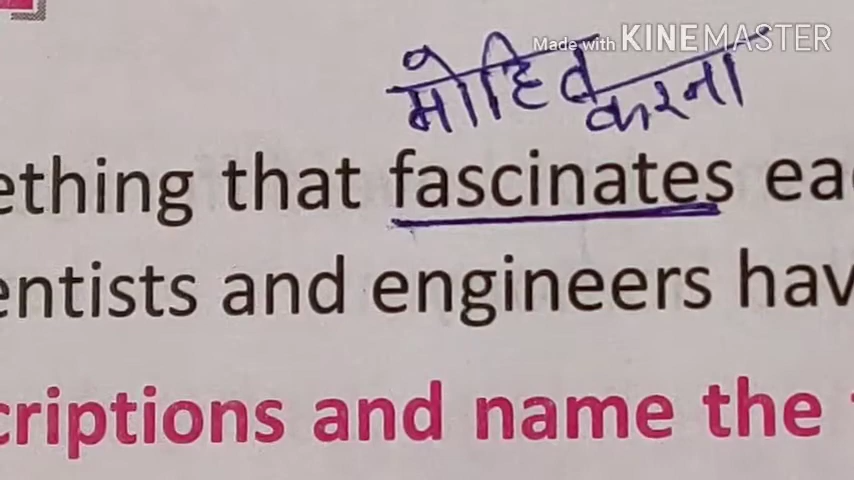 Made with KINEMASTER
मोहित
करना
ething that fascinates ea
entists and engineers hav
criptions and name the